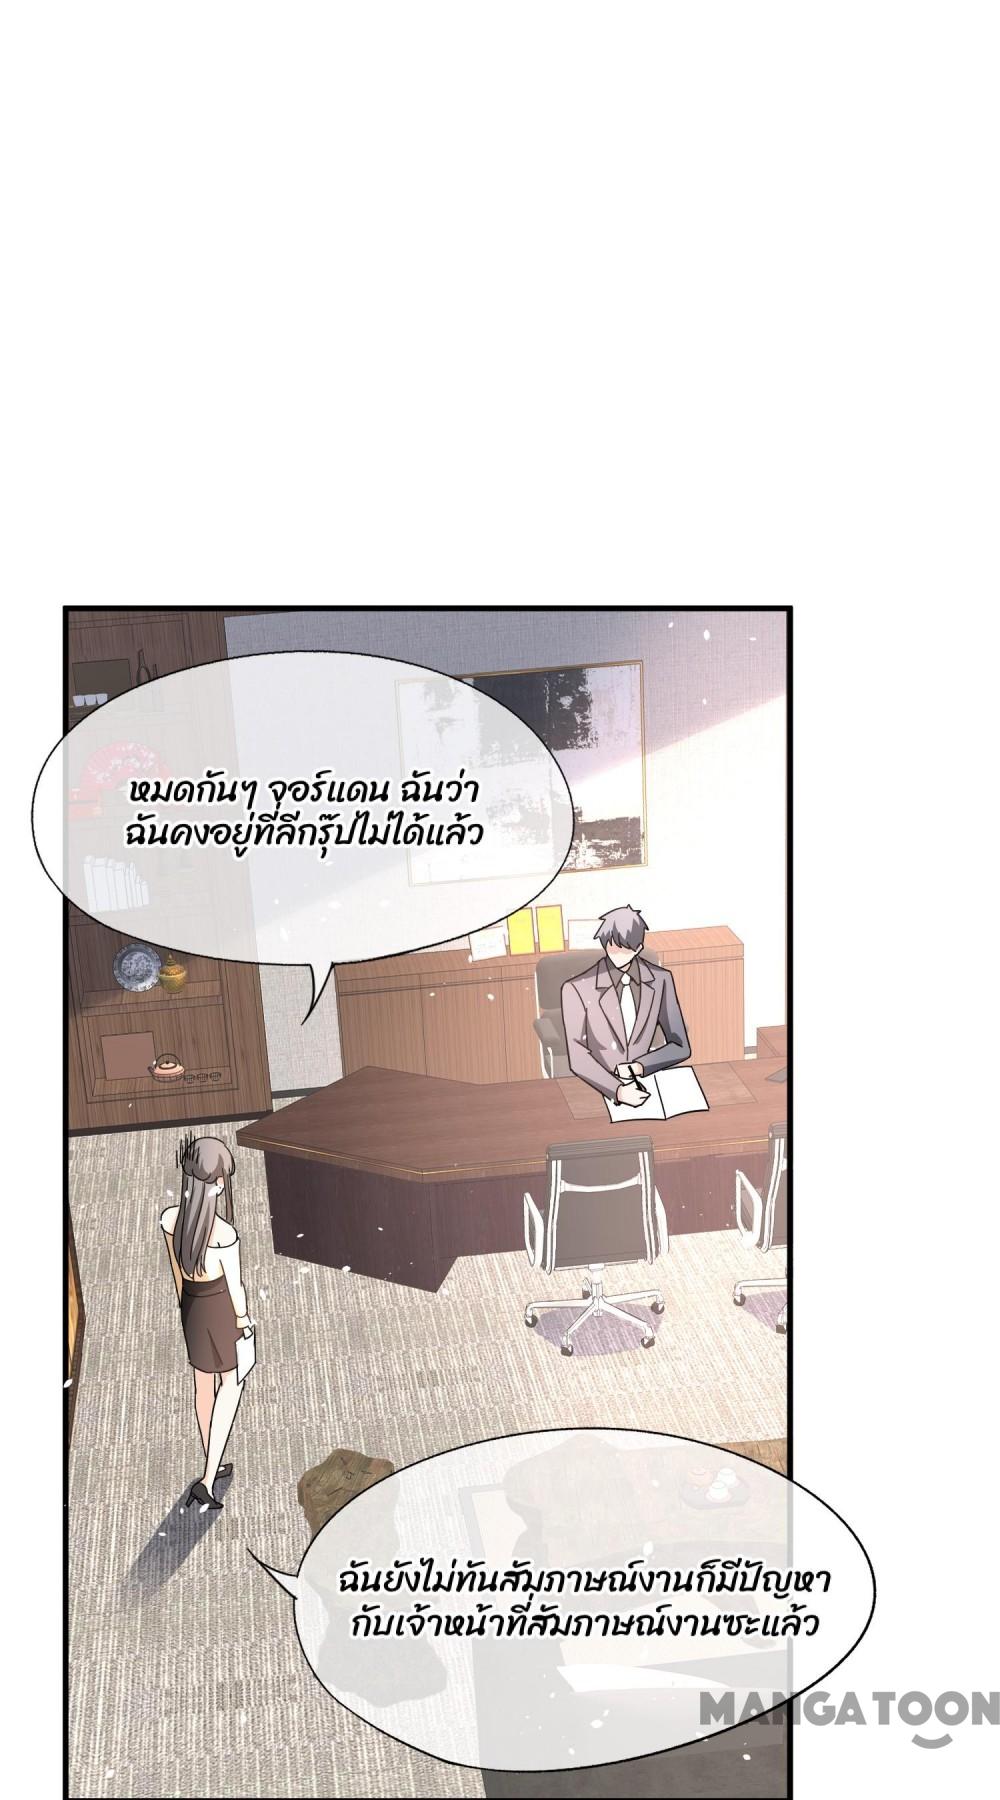 หมดกันๆ จอร์แดน ฉันว่า
ฉันคงอยู่ที่ลีกรุ๊ปไม่ได้แล้ว
ฉันยังไม่ทันสัมภาษณ์งานก็มีปัญหา
กับเจ้าหน้าที่สัมภาษณ์งานซะแล้ว
MANGATOON